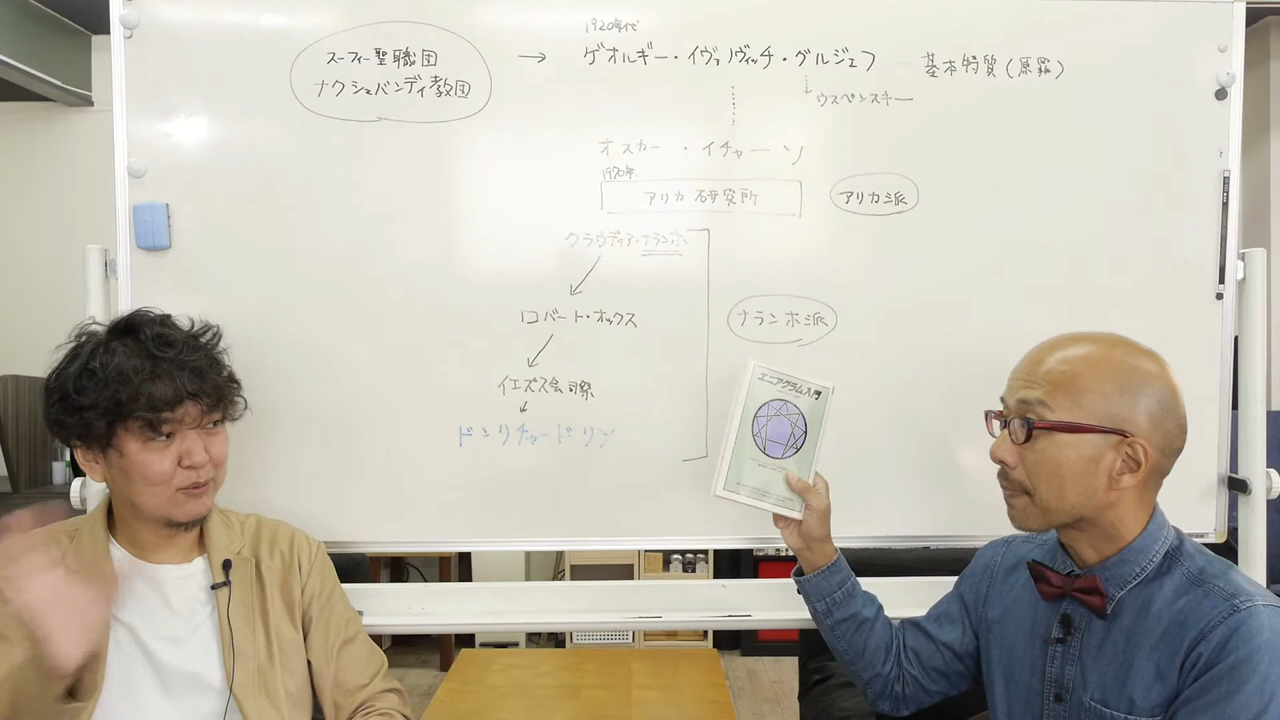 1920年代
スーフィー聖職団
ナクシュバンディ教団
→ ゲオルギー・イヴァノヴィッチ・グルジェフ … 基本特質(原羅)
ウスペンスキー
オスカー・イチャーソ
1970年
アリカ研究所
アリカ派
クラウディア・ナランホ
ロバート・オックス
ナランホ派
イエズス会司祭
ドンリチャードリソ
エニアグラム入門